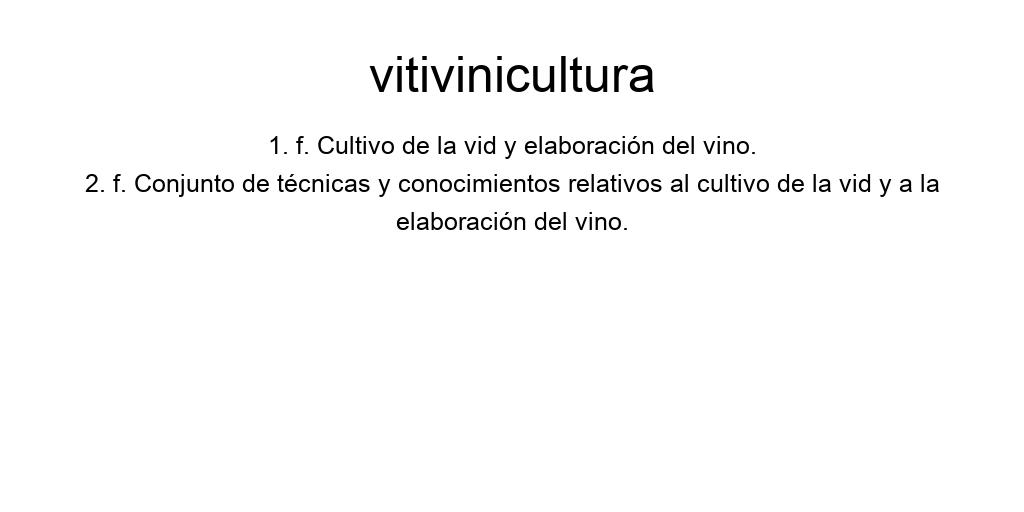 vitivinicultura
1. f. Cultivo de la vid y elaboración del vino.
2. f. Conjunto de técnicas y conocimientos relativos al cultivo de la vid y a la
elaboración del vino.